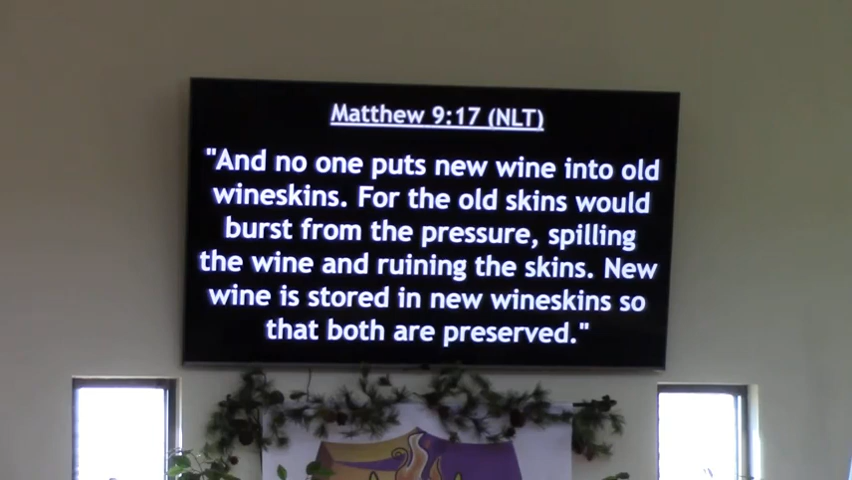 Matthew 9:17 (NLT)
"And no one puts new wine into old
wineskins. For the old skins would
burst from the pressure, spilling
the wine and ruining the skins. New
wine is stored in new wineskins so
that both are preserved."